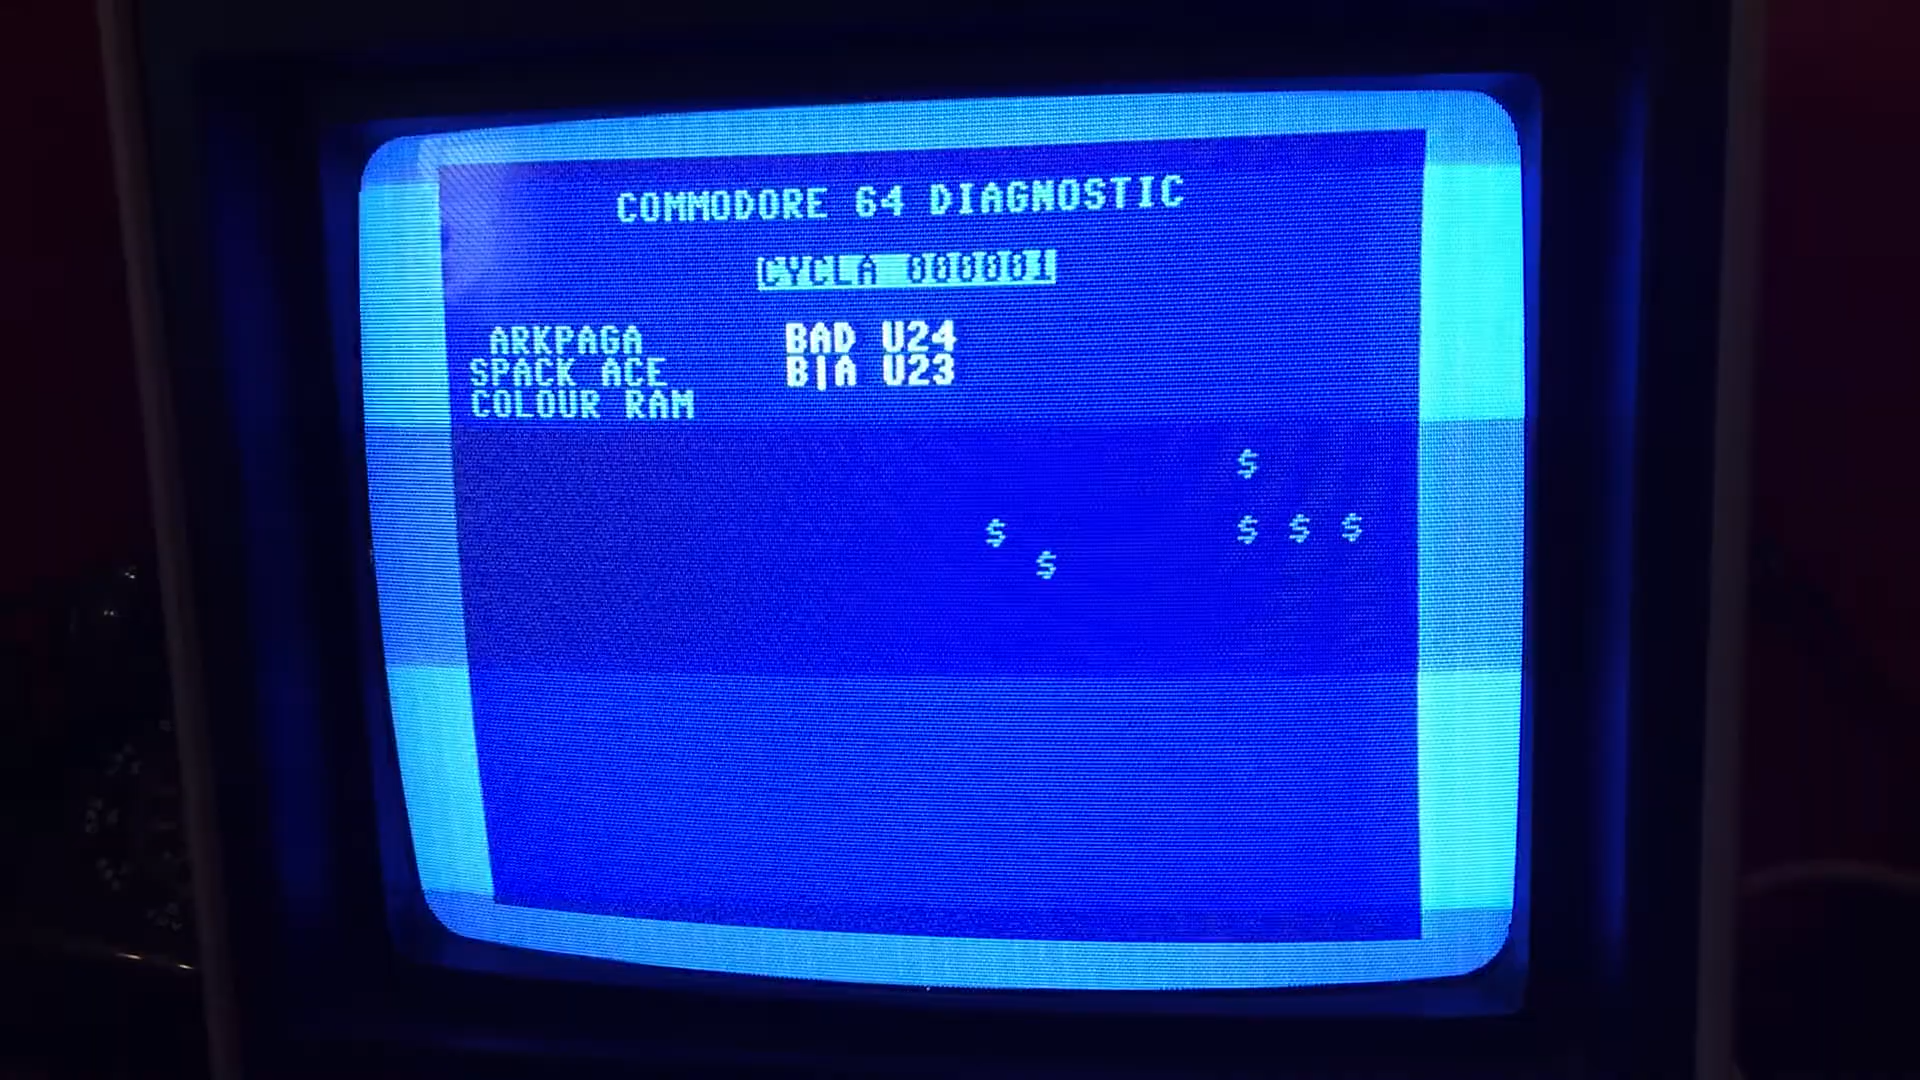 COMMODORE 64 DIAGNOSTIC
CYCLA 000001
ARKPAGA BAD U24
SPACK ACE B|A U23
COLOUR RAM
$
$ $ $ $
$